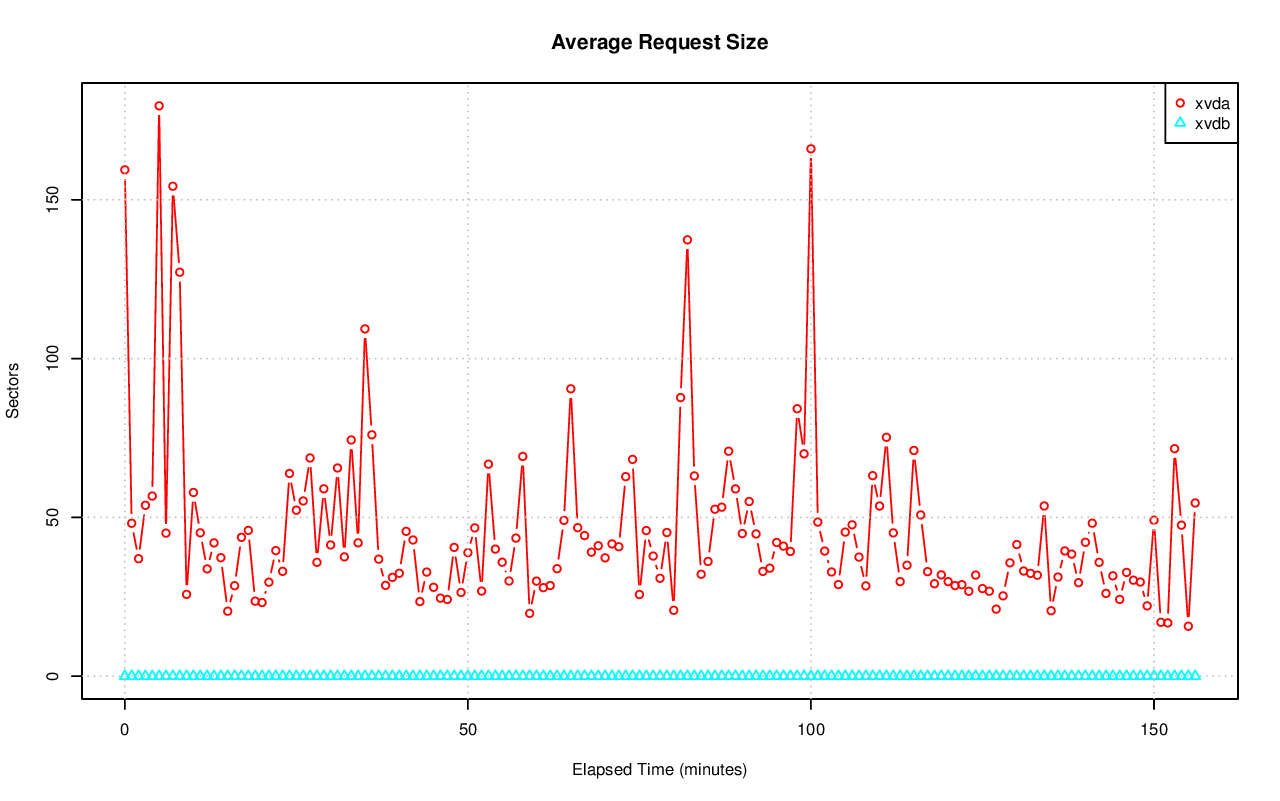 Average Request Size
xvda
xvdb
Sectors
150
100
50
0
0 50 100 150
Elapsed Time (minutes)